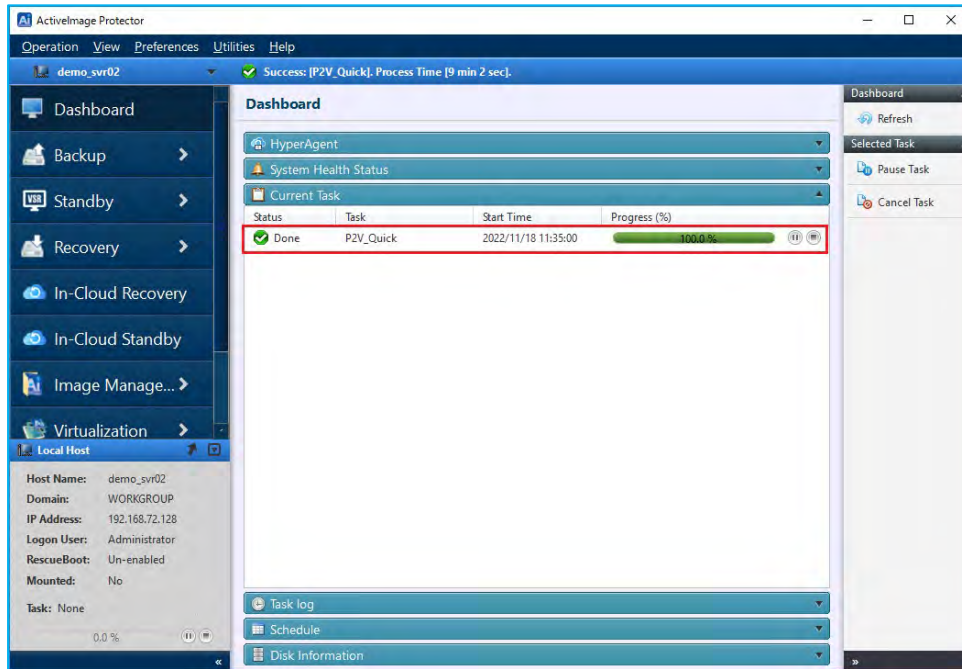 Ai ActiveImage Protector
Operation View Preferences Utilities Help
demo_svr02
Success: [P2V_Quick]. Process Time [9 min 2 sec].
Dashboard
Backup
VSR Standby
Recovery
In-Cloud Recovery
In-Cloud Standby
Ai Image Manage...
Virtualization
Local Host
Host Name: demo_svr02
Domain: WORKGROUP
IP Address: 192.168.72.128
Logon User: Administrator
RescueBoot: Un-enabled
Mounted: No
Task: None
0.0 %
«
Dashboard
HyperAgent
System Health Status
Current Task
Status Task Start Time Progress (%)
Done P2V_Quick 2022/11/18 11:35:00 100.0 %
Task log
Schedule
Disk Information
Dashboard
Refresh
Selected Task
Pause Task
Cancel Task
»